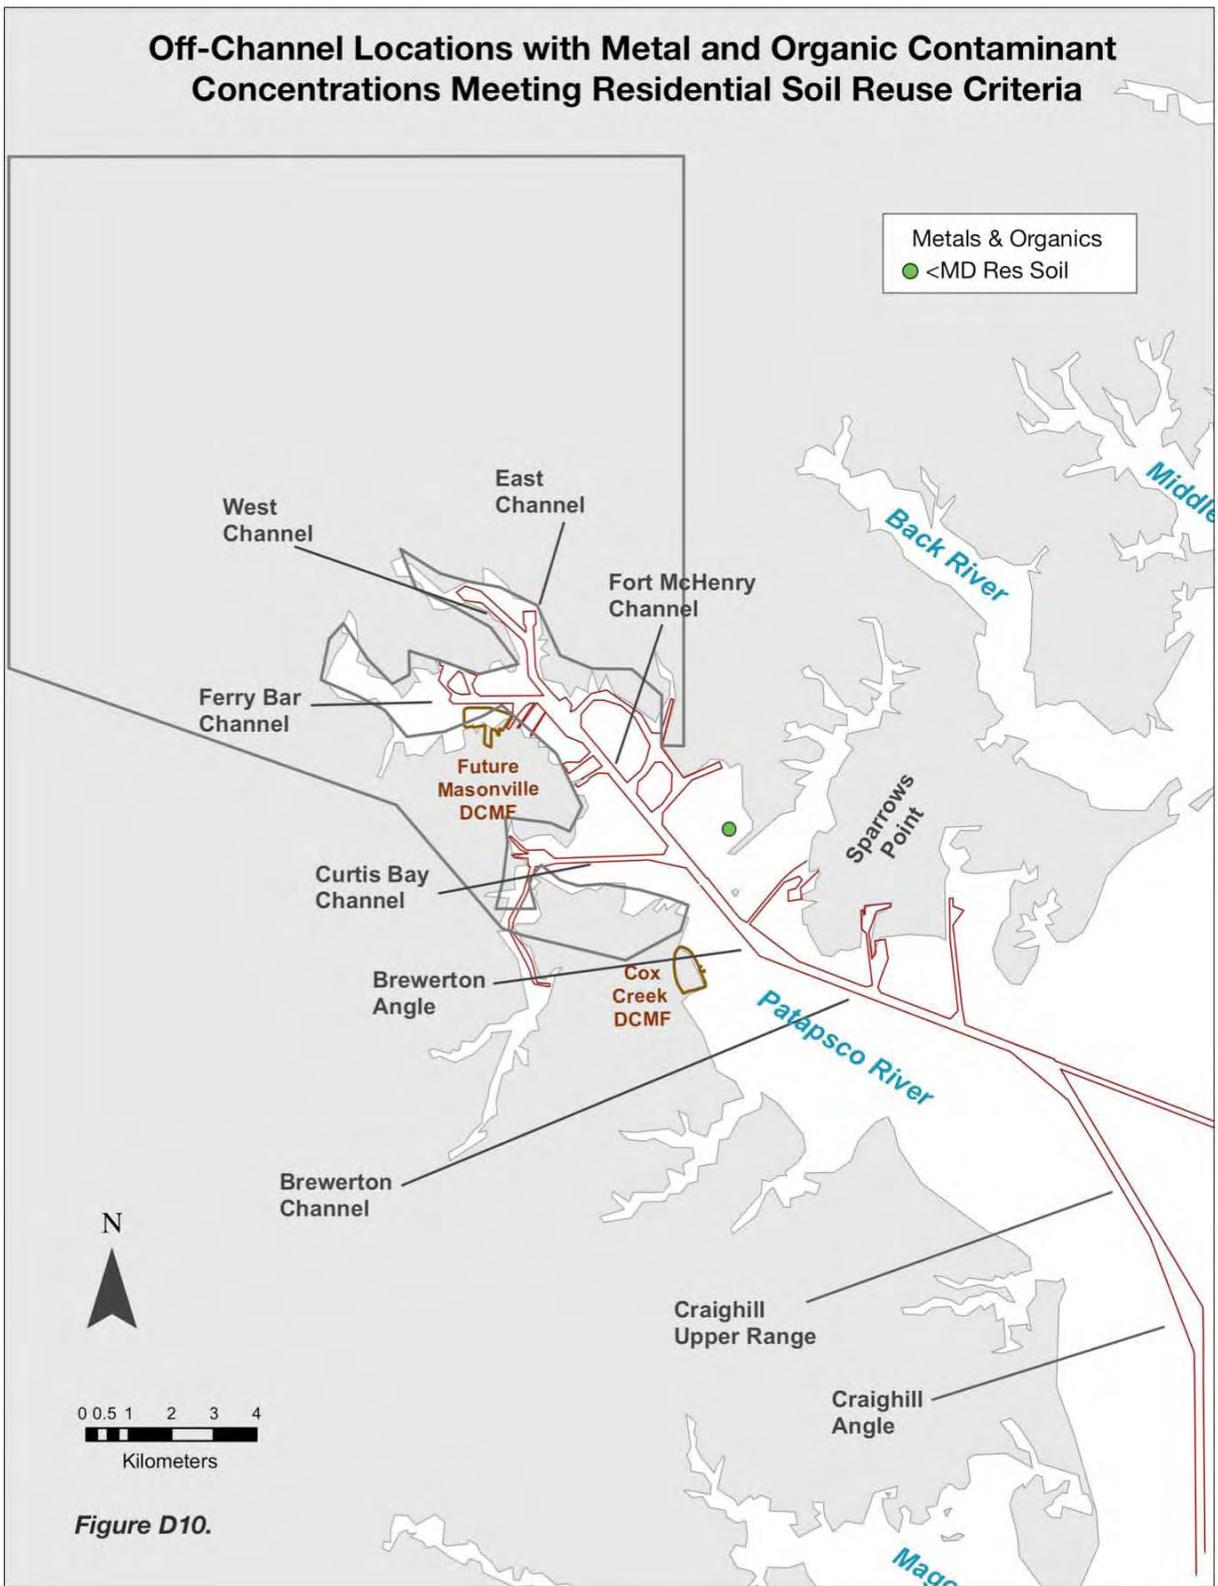 Off-Channel Locations with Metal and Organic Contaminant
Concentrations Meeting Residential Soil Reuse Criteria
Metals & Organics
<MD Res Soil
Middle
Back River
East
Channel
West
Channel
Fort McHenry
Channel
Ferry Bar
Channel
Future
Masonville
DCMF
Sparrows
Point
Curtis Bay
Channel
Brewerton
Angle
Cox
Creek
DCMF
Patapsco River
Brewerton
Channel
N
Craighill
Upper Range
Craighill
Angle
0 0.5 1 2 3 4
Kilometers
Figure D10.
Mago